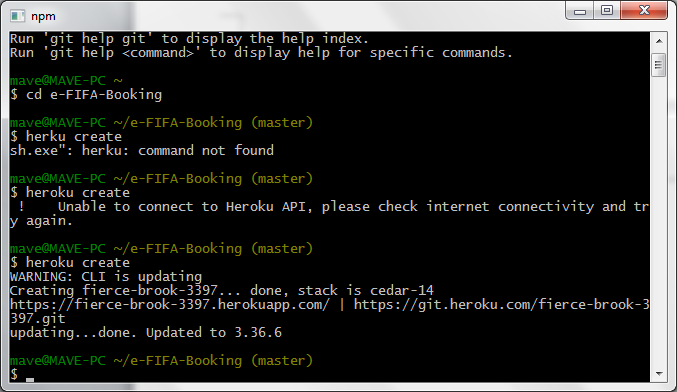 npm
Run 'git help git' to display the help index.
Run 'git help <command>' to display help for specific commands.
mave@MAVE-PC ~
$ cd e-FIFA-Booking
mave@MAVE-PC ~/e-FIFA-Booking (master)
$ herku create
sh.exe": herku: command not found
mave@MAVE-PC ~/e-FIFA-Booking (master)
$ heroku create
!    Unable to connect to Heroku API, please check internet connectivity and tr
y again.
mave@MAVE-PC ~/e-FIFA-Booking (master)
$ heroku create
WARNING: CLI is updating
Creating fierce-brook-3397... done, stack is cedar-14
https://fierce-brook-3397.herokuapp.com/ | https://git.heroku.com/fierce-brook-3
397.git
updating...done. Updated to 3.36.6
mave@MAVE-PC ~/e-FIFA-Booking (master)
$